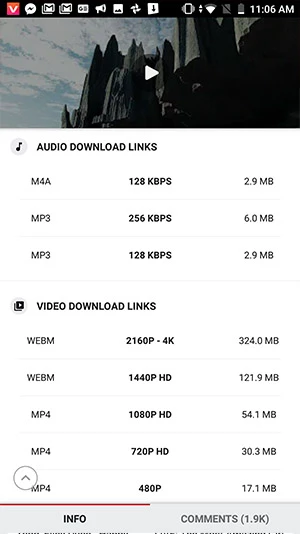 11:06 AM
AUDIO DOWNLOAD LINKS
M4A 128 KBPS 2.9 MB
MP3 256 KBPS 6.0 MB
MP3 128 KBPS 2.9 MB
VIDEO DOWNLOAD LINKS
WEBM 2160P - 4K 324.0 MB
WEBM 1440P HD 121.9 MB
MP4 1080P HD 54.1 MB
MP4 720P HD 30.3 MB
MP4 480P 17.1 MB
INFO COMMENTS (1.9K)